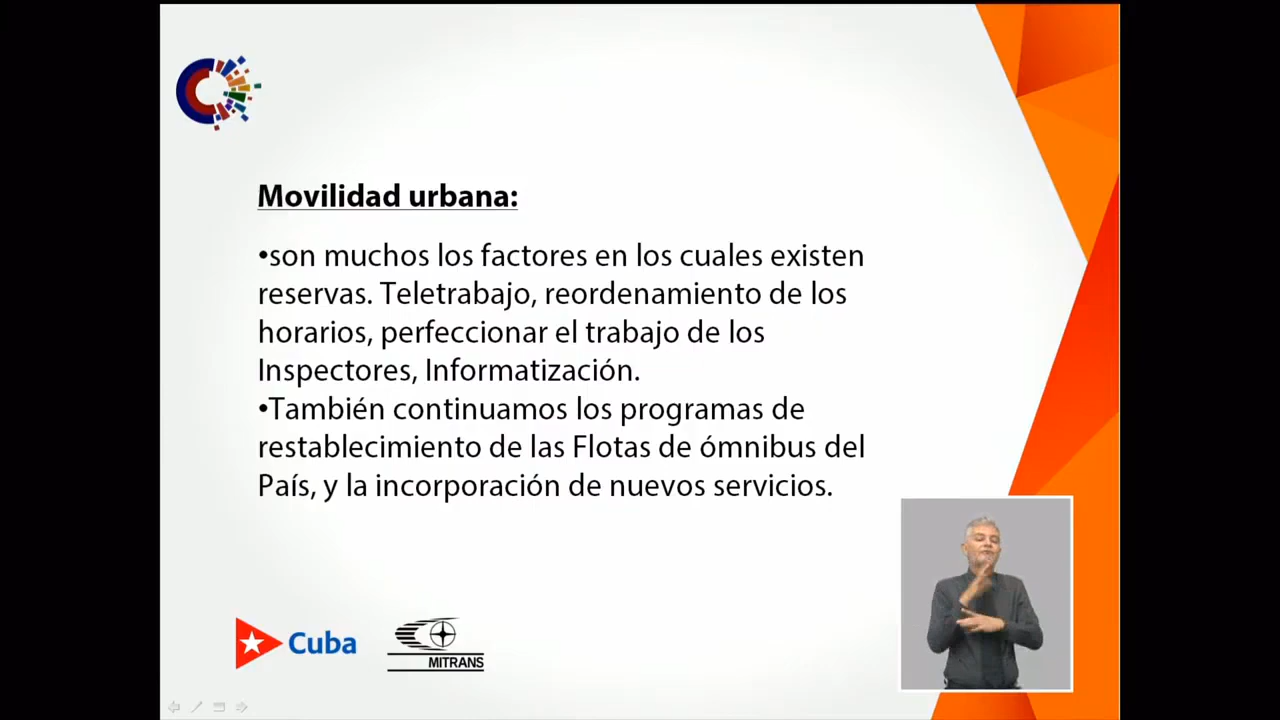 Movilidad urbana:
•son muchos los factores en los cuales existen
reservas. Teletrabajo, reordenamiento de los
horarios, perfeccionar el trabajo de los
Inspectores, Informatización.
•También continuamos los programas de
restablecimiento de las Flotas de ómnibus del
País, y la incorporación de nuevos servicios.
Cuba
MITRANS